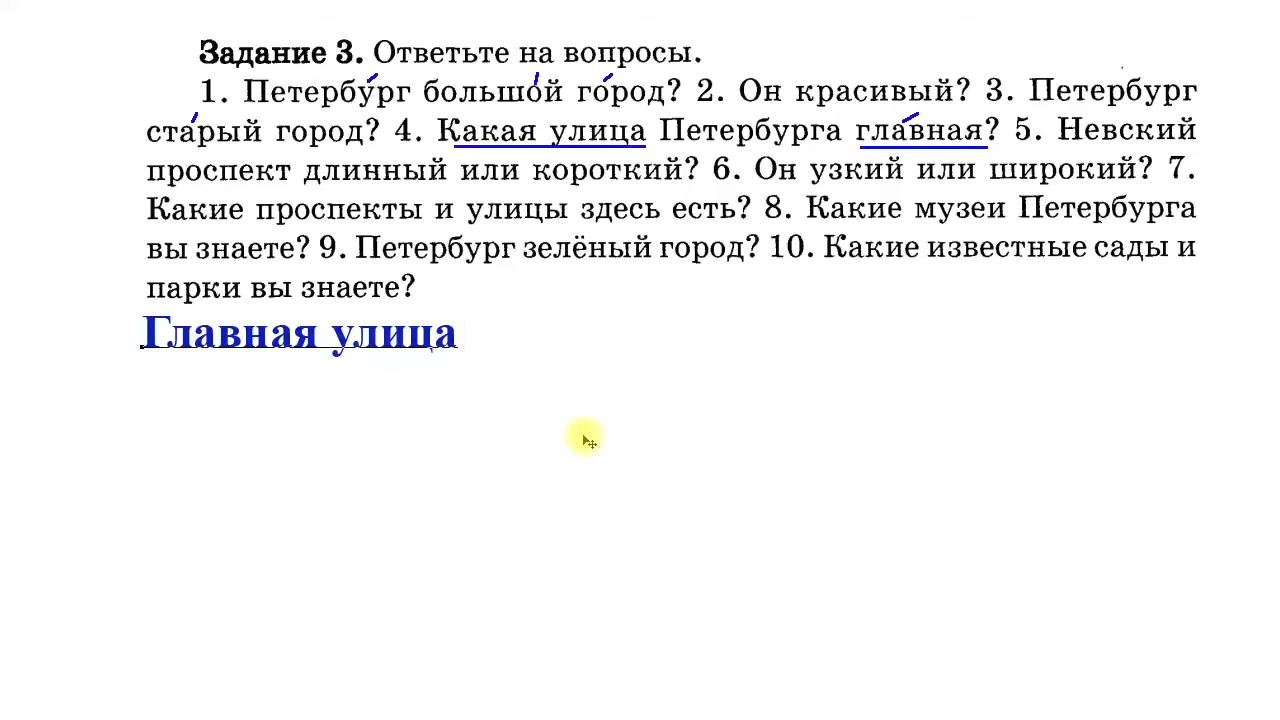 Задание 3. Ответьте на вопросы.
1. Петербург большой город? 2. Он красивый? 3. Петербург
старый город? 4. Какая улица Петербурга главная? 5. Невский
проспект длинный или короткий? 6. Он узкий или широкий? 7.
Какие проспекты и улицы здесь есть? 8. Какие музеи Петербурга
вы знаете? 9. Петербург зелёный город? 10. Какие известные сады и
парки вы знаете?
Главная улица